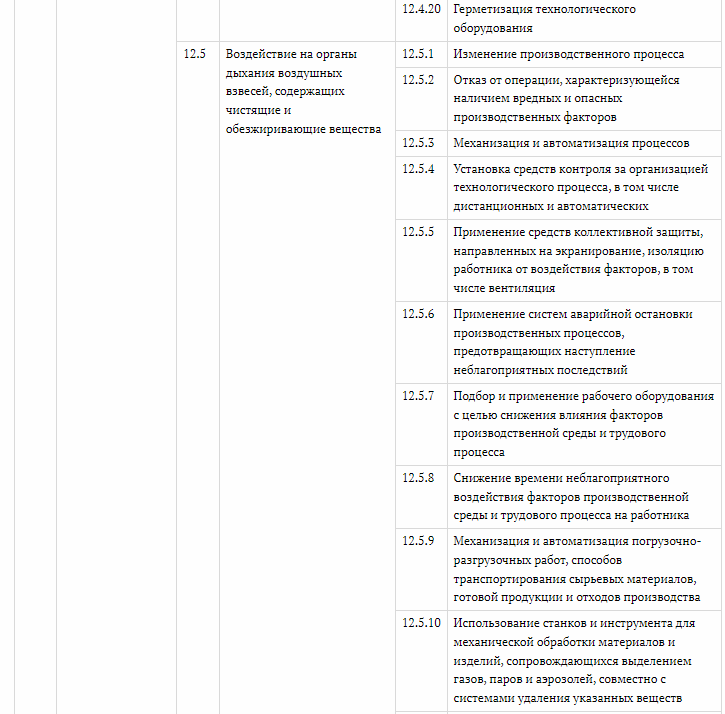 12.4.20 Герметизация технологического
оборудования
12.5 Воздействие на органы
дыхания воздушных
взвесей, содержащих
чистящие и
обезжиривающие вещества
12.5.1 Изменение производственного процесса
12.5.2 Отказ от операции, характеризующейся
наличием вредных и опасных
производственных факторов
12.5.3 Механизация и автоматизация процессов
12.5.4 Установка средств контроля за организацией
технологического процесса, в том числе
дистанционных и автоматических
12.5.5 Применение средств коллективной защиты,
направленных на экранирование, изоляцию
работника от воздействия факторов, в том
числе вентиляция
12.5.6 Применение систем аварийной остановки
производственных процессов,
предотвращающих наступление
неблагоприятных последствий
12.5.7 Подбор и применение рабочего оборудования
с целью снижения влияния факторов
производственной среды и трудового
процесса
12.5.8 Снижение времени неблагоприятного
воздействия факторов производственной
среды и трудового процесса на работника
12.5.9 Механизация и автоматизация погрузочно-
разгрузочных работ, способов
транспортирования сырьевых материалов,
готовой продукции и отходов производства
12.5.10 Использование станков и инструмента для
механической обработки материалов и
изделий, сопровождающихся выделением
газов, паров и аэрозолей, совместно с
системами удаления указанных веществ